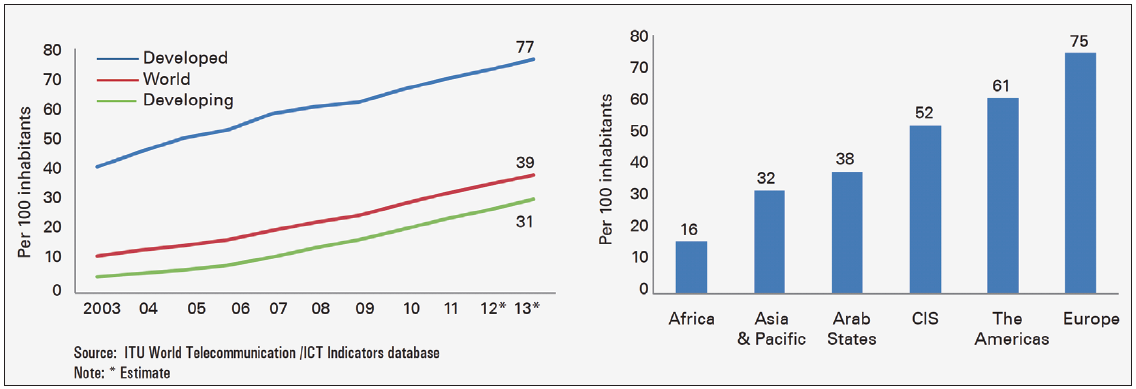 80
70
60
50
40
30
20
10
0
Per 100 inhabitants
Developed
World
Developing
77
39
31
2003 04 05 06 07 08 09 10 11 12* 13*
Source: ITU World Telecommunication /ICT Indicators database
Note: * Estimate
80
70
60
50
40
30
20
10
0
Per 100 inhabitants
16
32
38
52
61
75
Africa
Asia
& Pacific
Arab
States
CIS
The
Americas
Europe